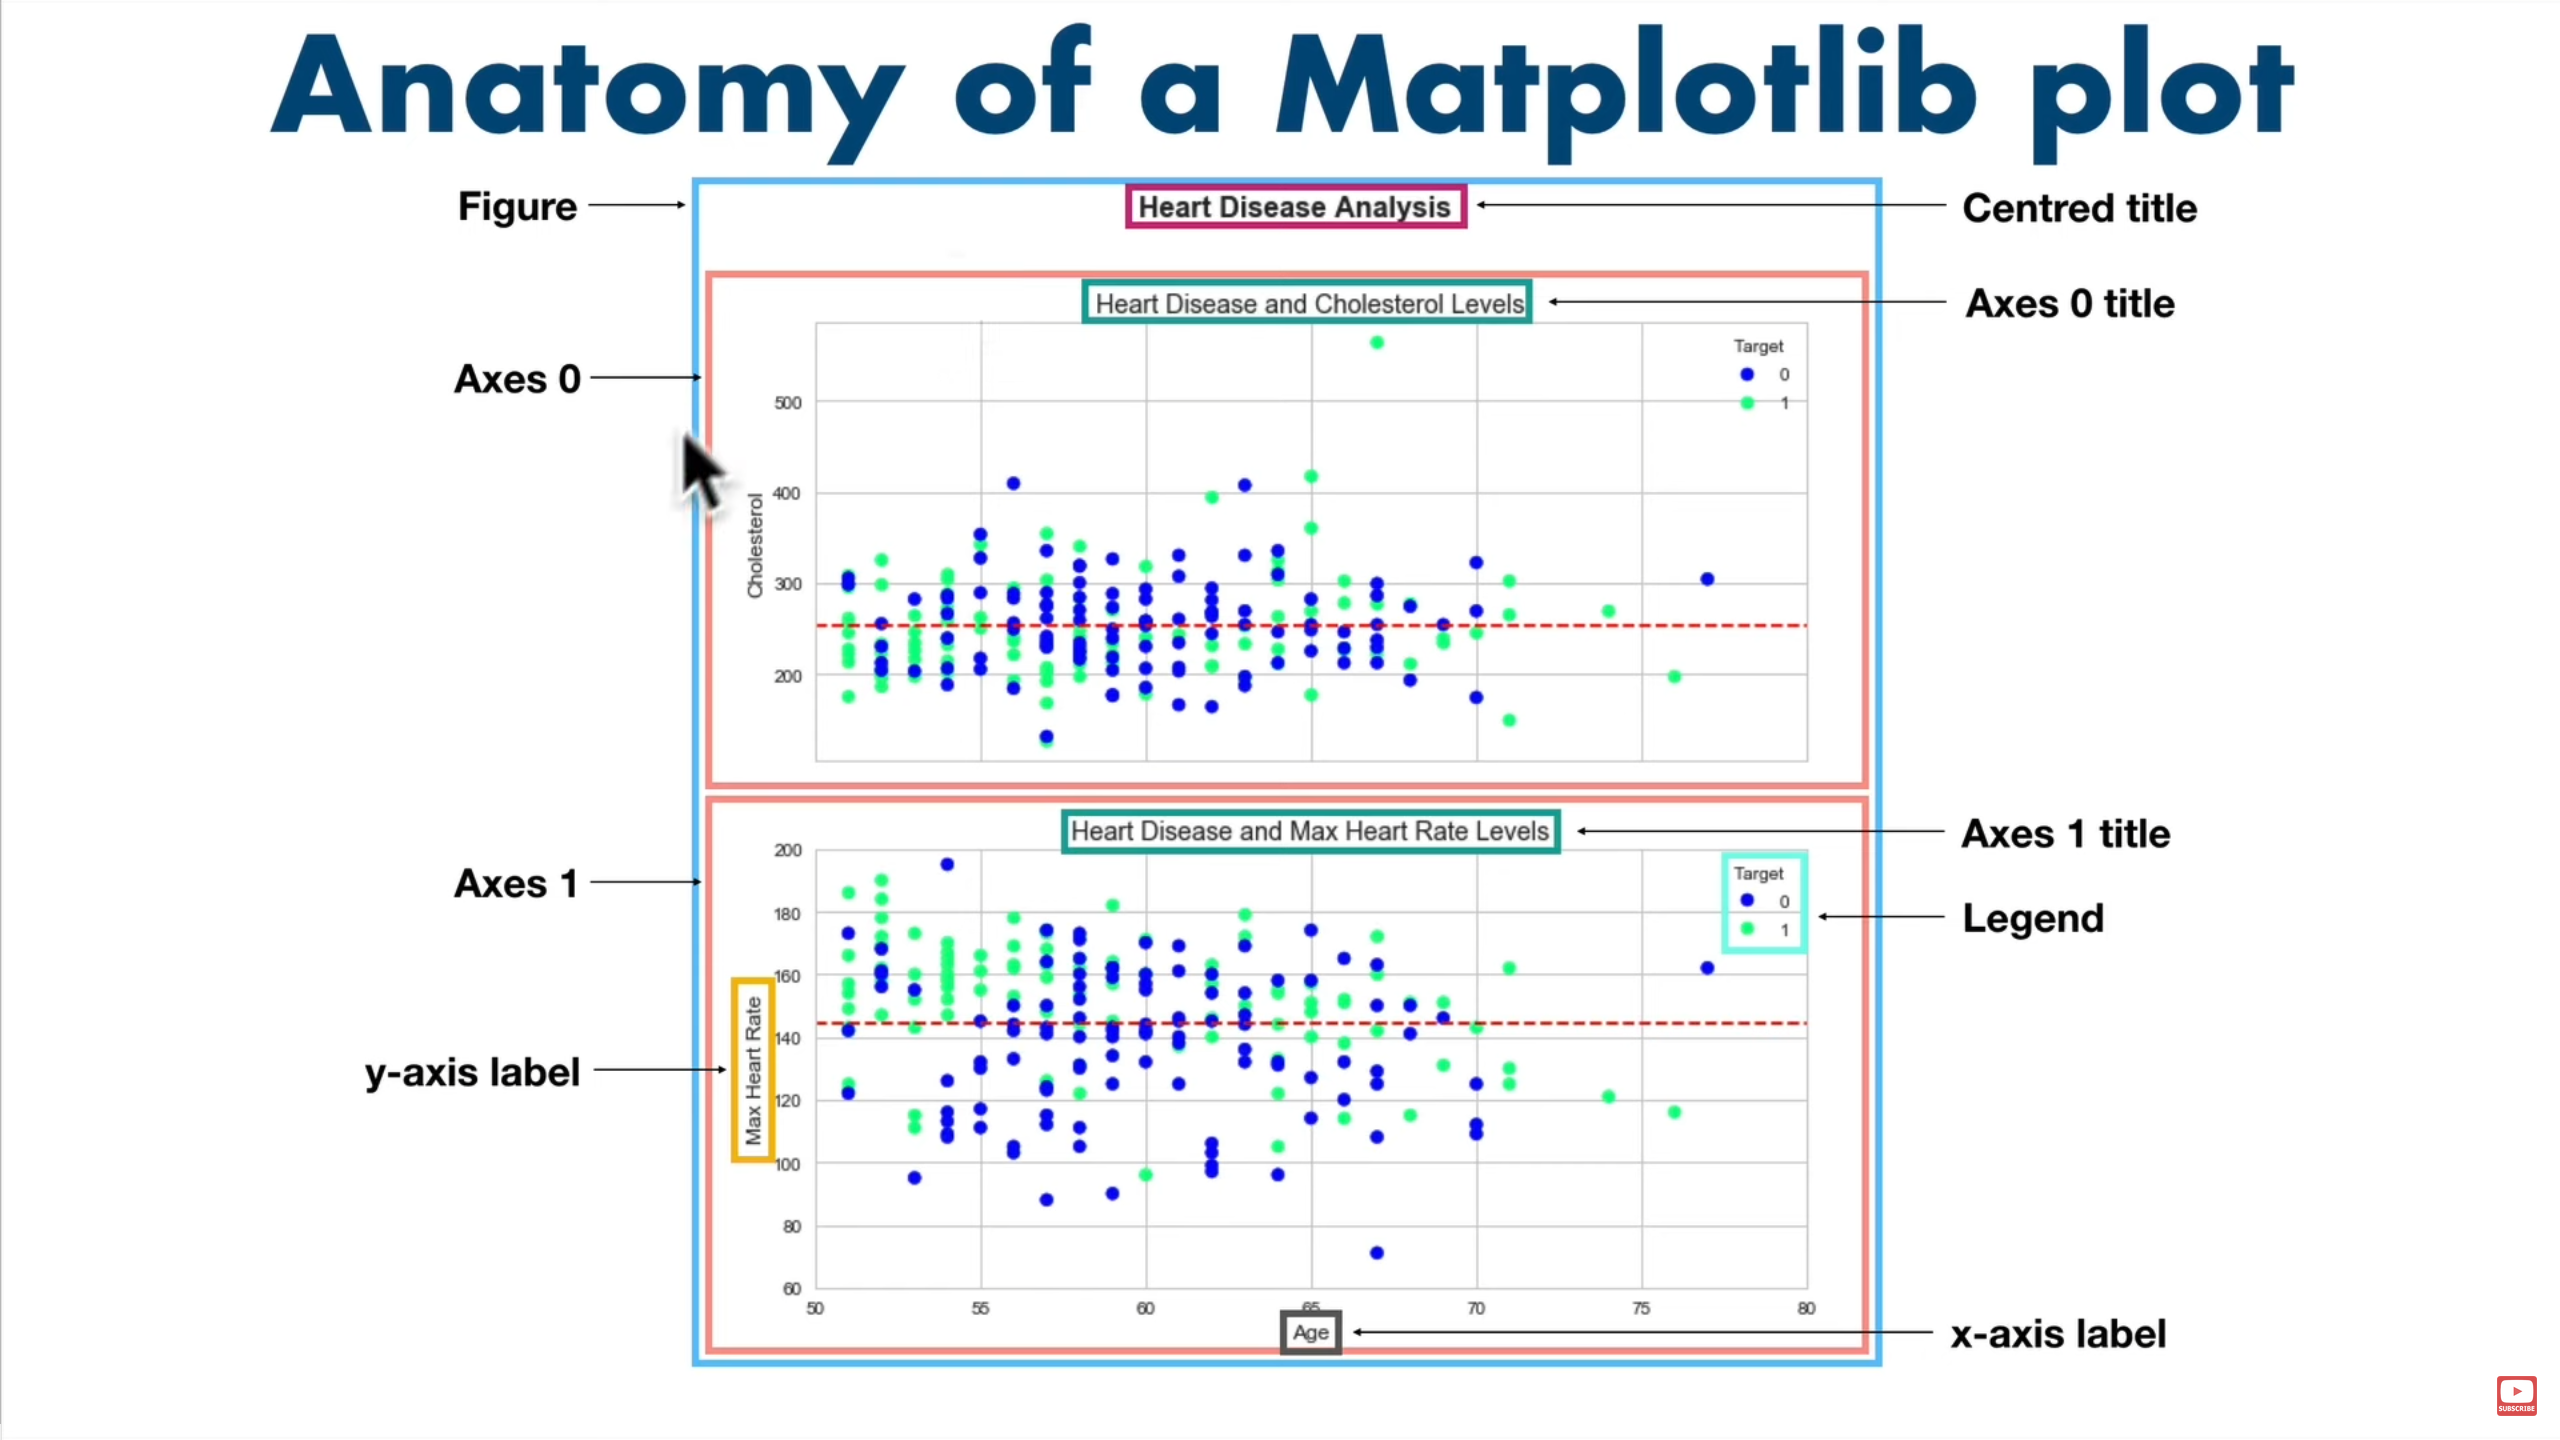 Anatomy of a Matplotlib plot
Figure
Heart Disease Analysis
Centred title
Heart Disease and Cholesterol Levels
Axes 0 title
Axes 0
Target
0
1
500
400
300
200
Cholesterol
Heart Disease and Max Heart Rate Levels
Axes 1 title
Axes 1
Target
0
1
Legend
200
180
160
140
120
100
80
60
Max Heart Rate
y-axis label
50 55 60 65 70 75 80
Age
x-axis label
SUBSCRIBE